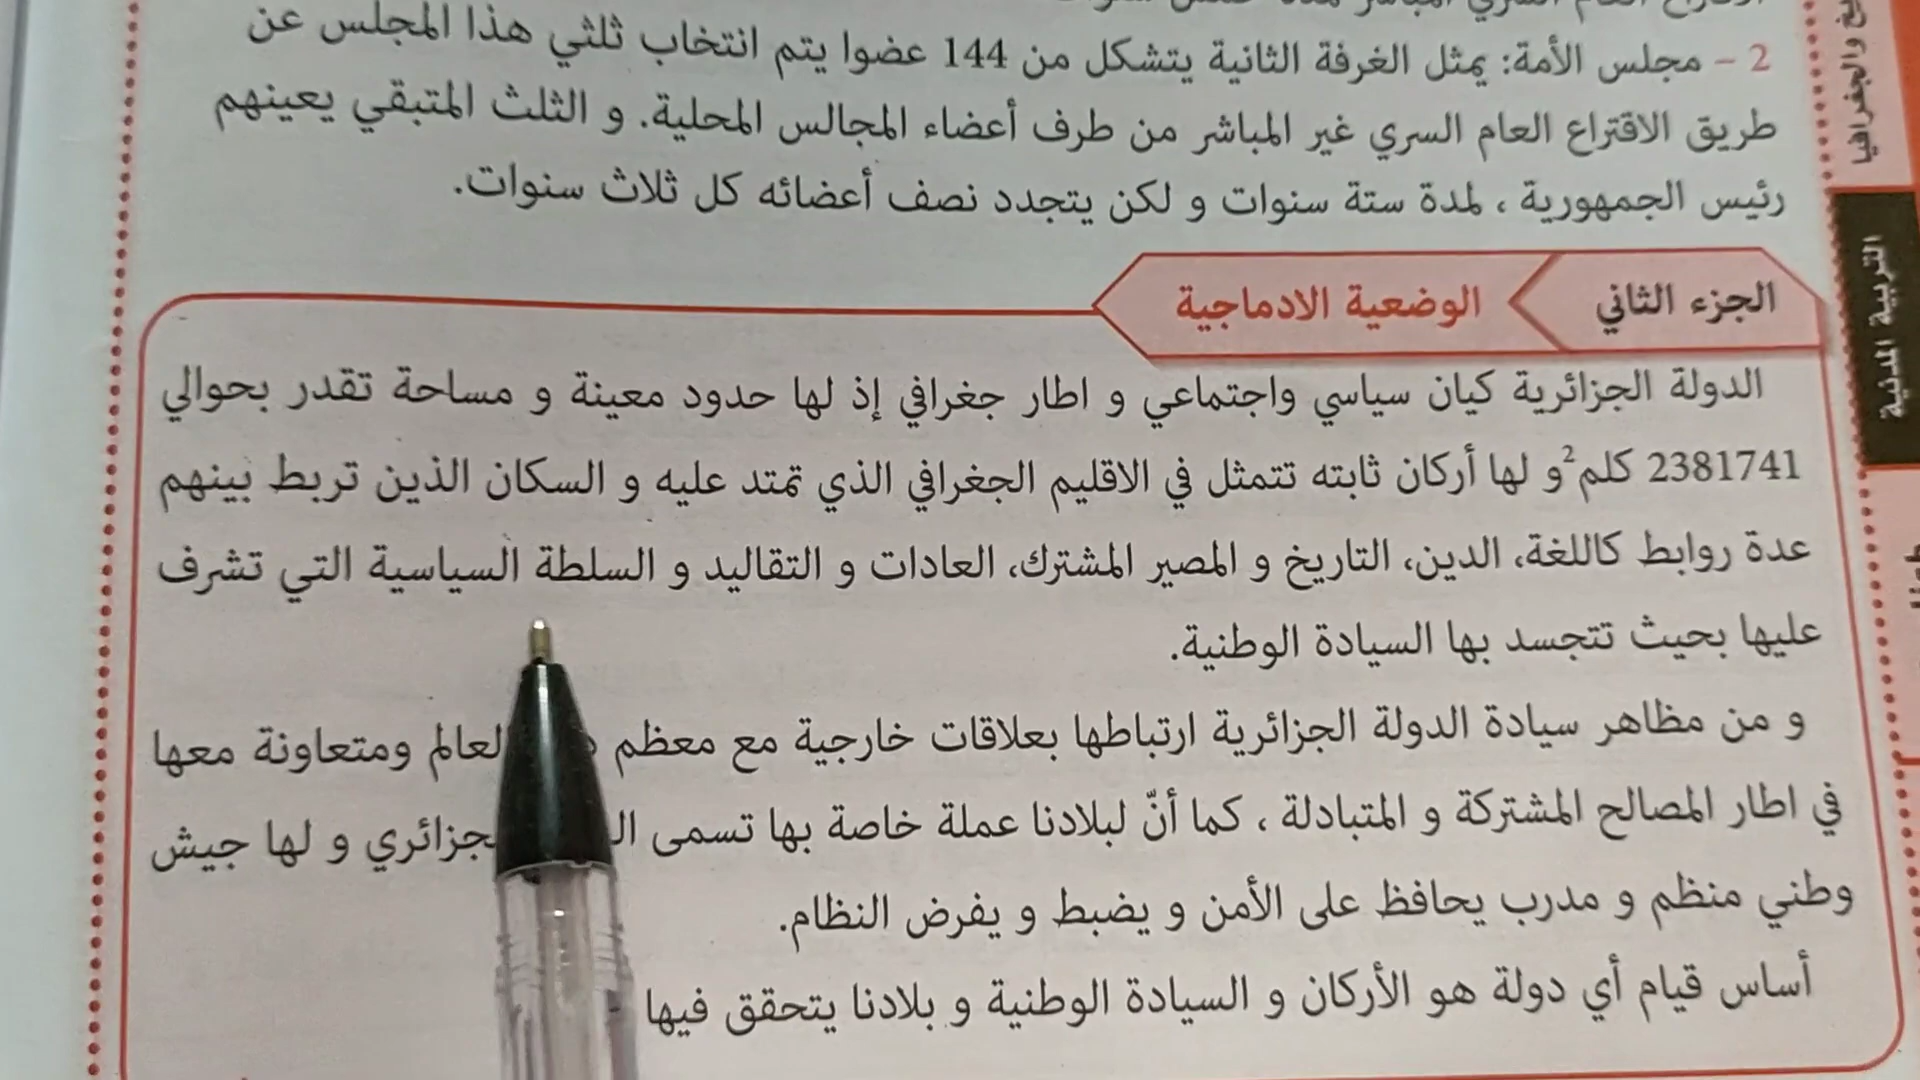 2 – مجلس الأمة: يمثل الغرفة الثانية يتشكل من 144 عضوا يتم انتخاب ثلثي هذا المجلس عن
طريق الاقتراع العام السري غير المباشر من طرف أعضاء المجالس المحلية. و الثلث المتبقي يعينهم
رئيس الجمهورية ، لمدة ستة سنوات و لكن يتجدد نصف أعضائه كل ثلاث سنوات.
الجزء الثاني
الوضعية الادماجية
الدولة الجزائرية كيان سياسي واجتماعي و اطار جغرافي إذ لها حدود معينة و مساحة تقدر بحوالي
2381741 كلم² و لها أركان ثابته تتمثل في الاقليم الجغرافي الذي تمتد عليه و السكان الذين تربط بينهم
عدة روابط كاللغة، الدين، التاريخ و المصير المشترك، العادات و التقاليد و السلطة السياسية التي تشرف
عليها بحيث تتجسد بها السيادة الوطنية.
و من مظاهر سيادة الدولة الجزائرية ارتباطها بعلاقات خارجية مع معظم لعالم ومتعاونة معها
في اطار المصالح المشتركة و المتبادلة ، كما أنّ لبلادنا عملة خاصة بها تسمى جزائري و لها جيش
وطني منظم و مدرب يحافظ على الأمن و يضبط و يفرض النظام.
أساس قيام أي دولة هو الأركان و السيادة الوطنية و بلادنا يتحقق فيها
والجغرافيا
التربية المدنية